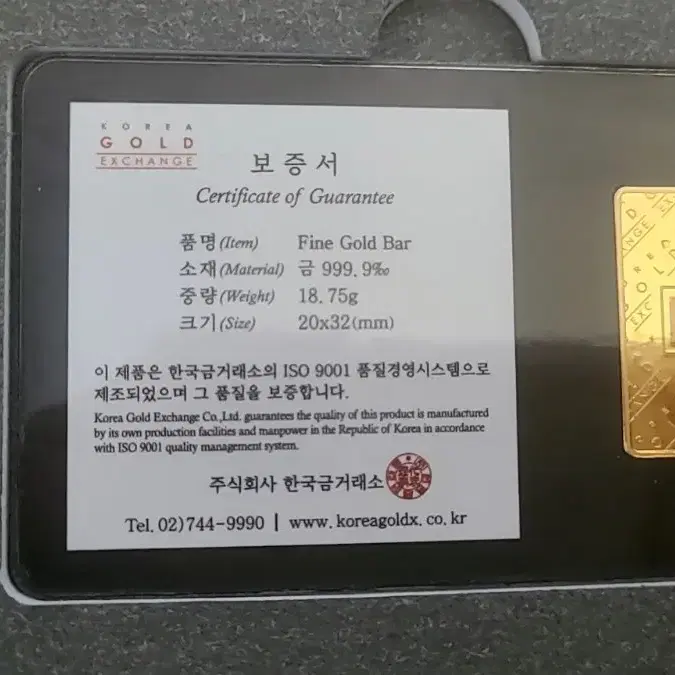 KOREA
GOLD
EXCHANGE
보증서
Certificate of Guarantee
품명(Item) Fine Gold Bar
소재(Material) 금 999.9‰
중량(Weight) 18.75g
크기(Size) 20x32(mm)
이 제품은 한국금거래소의 ISO 9001 품질경영시스템으로
제조되었으며 그 품질을 보증합니다.
Korea Gold Exchange Co.,Ltd. guarantees the quality of this product is manufactured
by its own production facilities and manpower in the Republic of Korea in accordance
with ISO 9001 quality management system.
주식회사 한국금거래소
Tel. 02)744-9990 | www.koreagoldx.co.kr